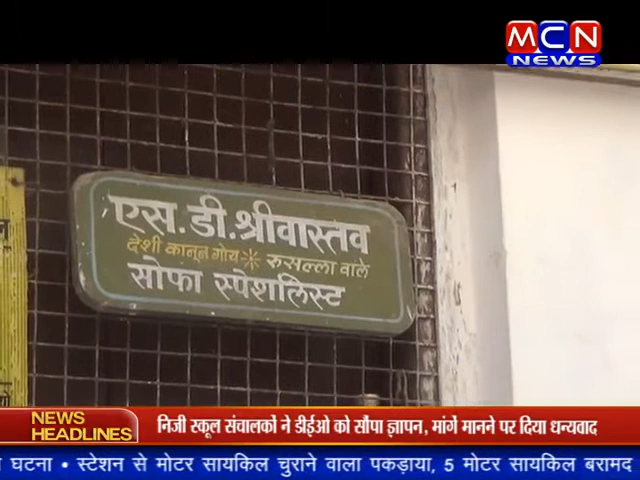 MCN
NEWS
एस.डी.श्रीवास्तव
देशी कानून गोय रुसल्ला वाले
सोफा स्पेशलिस्ट
NEWS
HEADLINES
निजी स्कूल संचालकों ने डीईओ को सौंपा ज्ञापन, मांगें मानने पर दिया धन्यवाद
घटना • स्टेशन से मोटर सायकिल चुराने वाला पकड़ाया, 5 मोटर सायकिल बरामद